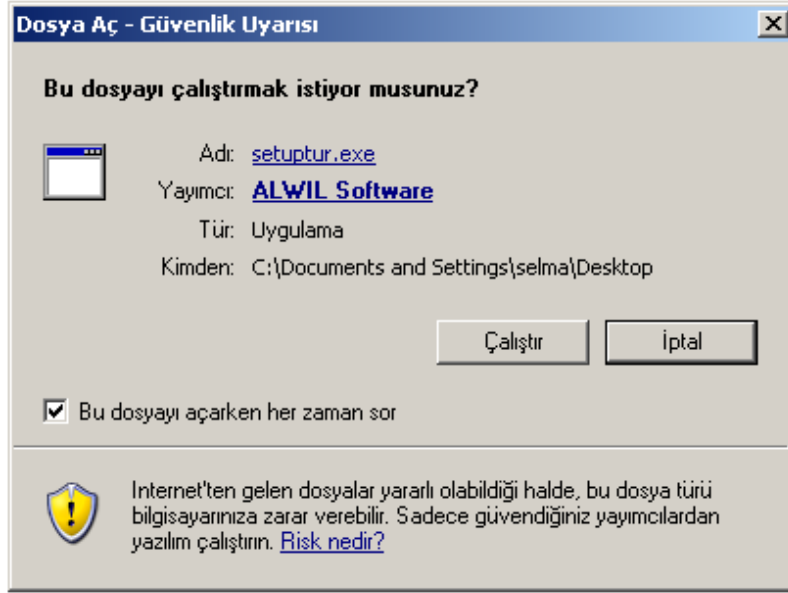 Dosya Aç - Güvenlik Uyarısı
Bu dosyayı çalıştırmak istiyor musunuz?
Adı: setuptur.exe
Yayımcı: ALWIL Software
Tür: Uygulama
Kimden: C:\Documents and Settings\selma\Desktop
Çalıştır İptal
Bu dosyayı açarken her zaman sor
Internet'ten gelen dosyalar yararlı olabildiği halde, bu dosya türü
bilgisayarınıza zarar verebilir. Sadece güvendiğiniz yayımcılardan
yazılım çalıştırın. Risk nedir?